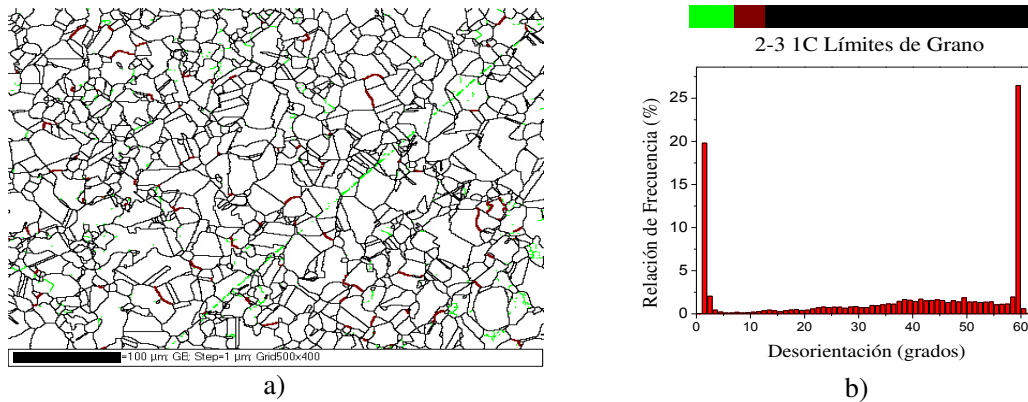 =100 µm; GE; Step=1 µm; Grid500x400
a)
2-3 1C Límites de Grano
Relación de Frecuencia (%)
25
20
15
10
5
0
0 10 20 30 40 50 60
Desorientación (grados)
b)